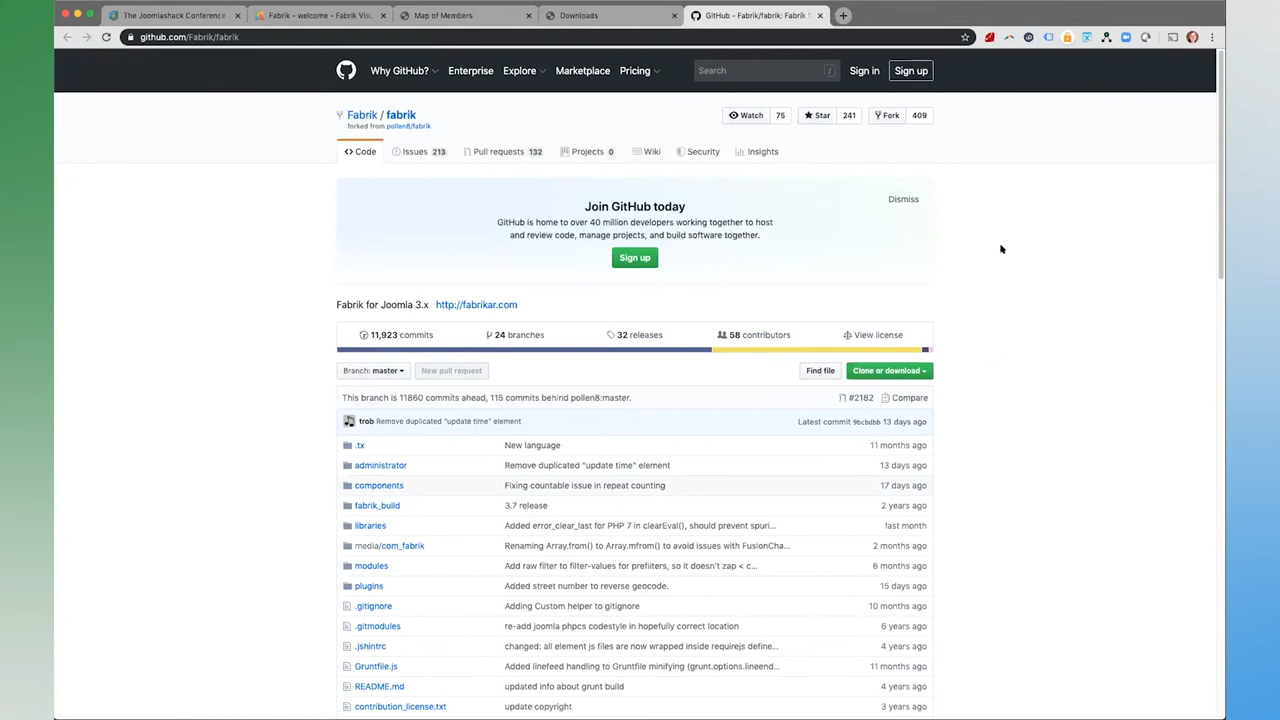 The Joomlashack Conference
Fabrik – welcome - Fabrik Visu
Map of Members
Downloads
GitHub - Fabrik/fabrik: Fabrik f
github.com/Fabrik/fabrik
Why GitHub?
Enterprise
Explore
Marketplace
Pricing
Search
/
Sign in
Sign up
Fabrik / fabrik
forked from pollen8/fabrik
Watch 75
Star 241
Fork 409
Code
Issues 213
Pull requests 132
Projects 0
Wiki
Security
Insights
Join GitHub today
Dismiss
GitHub is home to over 40 million developers working together to host
and review code, manage projects, and build software together.
Sign up
Fabrik for Joomla 3.x http://fabrikar.com
11,923 commits
24 branches
32 releases
58 contributors
View license
Branch: master
New pull request
Find file
Clone or download
This branch is 11860 commits ahead, 115 commits behind pollen8:master.
#2182
Compare
trob Remove duplicated "update time" element
Latest commit 9bcbdbb 13 days ago
.tx New language 11 months ago
administrator Remove duplicated "update time" element 13 days ago
components Fixing countable issue in repeat counting 17 days ago
fabrik_build 3.7 release 2 years ago
libraries Added error_clear_last for PHP 7 in clearEval(), should prevent spuri... last month
media/com_fabrik Renaming Array.from() to Array.mfrom() to avoid issues with FusionCha... 2 months ago
modules Add raw filter to filter-values for prefilters, so it doesn't zap < c... 6 months ago
plugins Added street number to reverse geocode. 15 days ago
.gitignore Adding Custom helper to gitignore 10 months ago
.gitmodules re-add joomla phpcs codestyle in hopefully correct location 6 years ago
.jshintrc changed: all element js files are now wrapped inside requirejs define... 4 years ago
Gruntfile.js Added linefeed handling to Gruntfile minifying (grunt.options.lineend... 11 months ago
README.md updated info about grunt build 4 years ago
contribution_license.txt update copyright 3 years ago